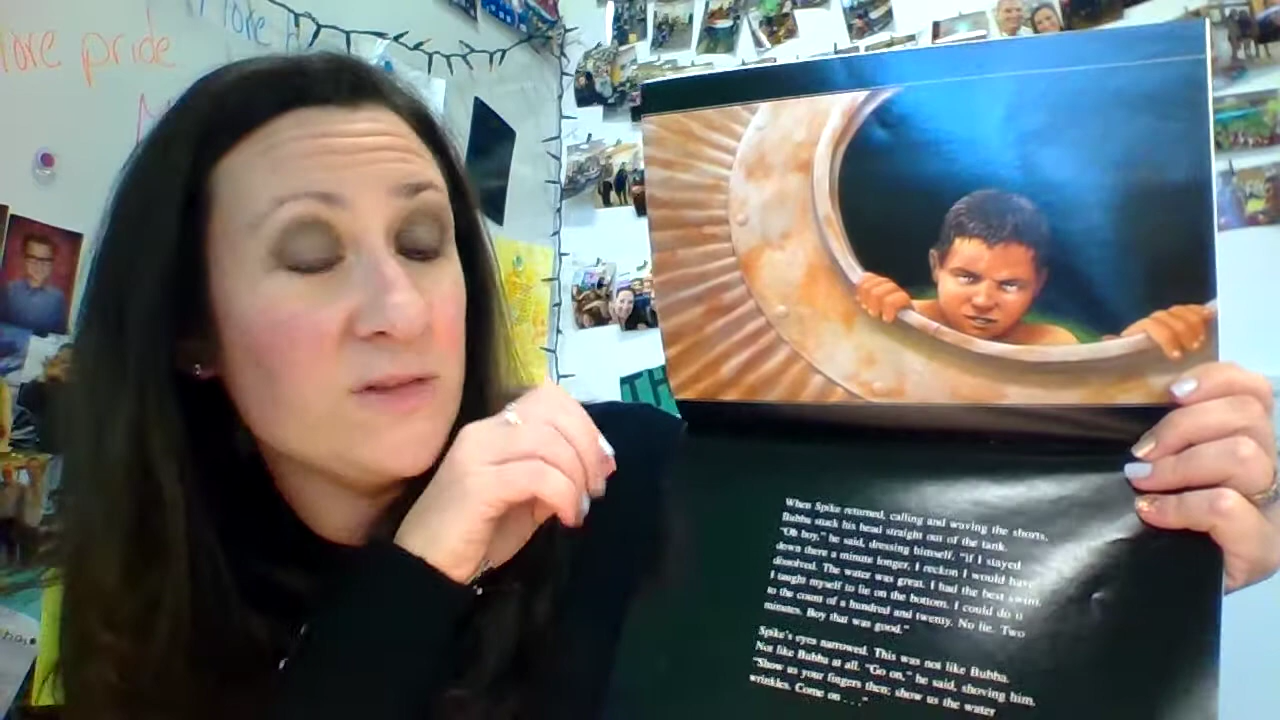 More pride
More A
TH
When Spike returned, calling and waving the shorts,
Bubba stuck his head straight out of the tank.
"Oh boy," he said, dressing himself. "If I stayed
down there a minute longer, I reckon I would have
dissolved. The water was great. I had the best swim.
I taught myself to lie on the bottom. I could do it
to the count of a hundred and twenty. No lie. Two
minutes. Boy that was good."
Spike's eyes narrowed. This was not like Bubba.
Not like Bubba at all. "Go on," he said, shoving him.
"Show us your fingers then; show us the water
wrinkles. Come on . . ."